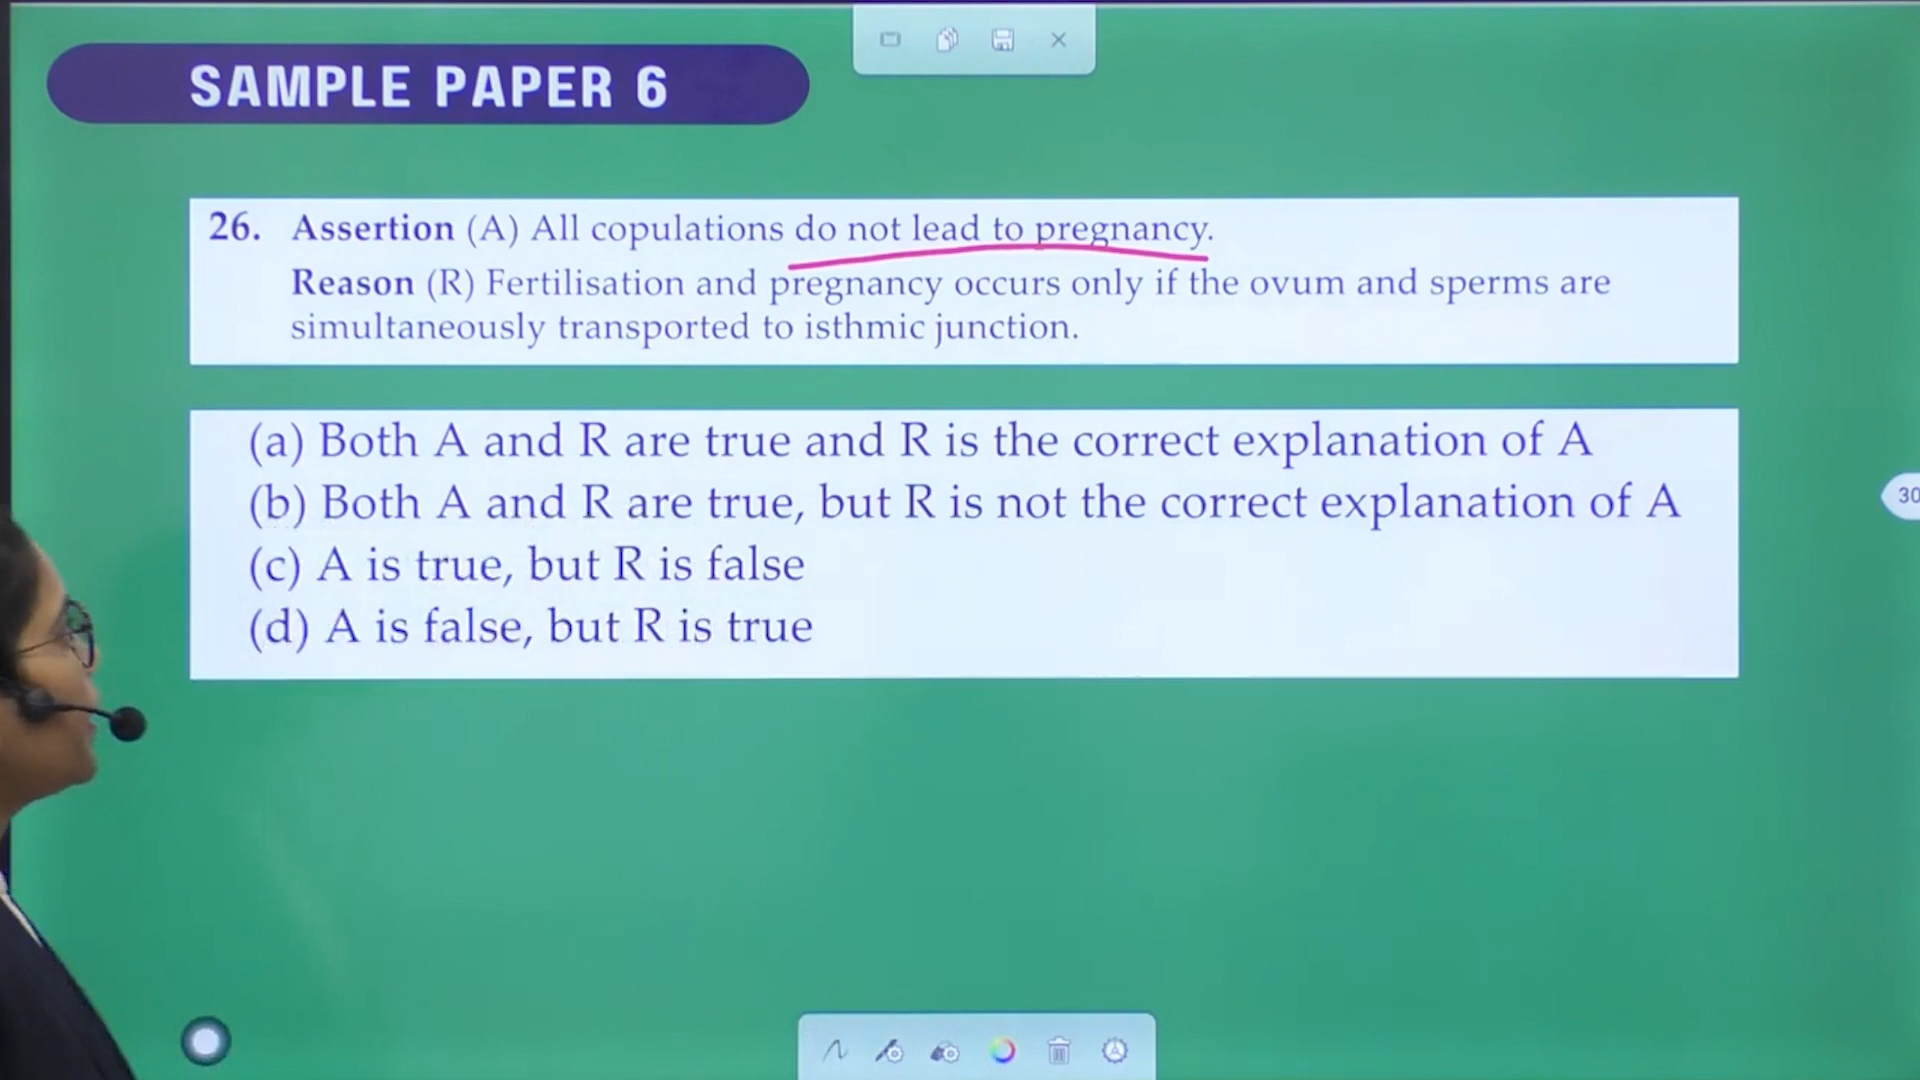 SAMPLE PAPER 6
26. Assertion (A) All copulations do not lead to pregnancy.
Reason (R) Fertilisation and pregnancy occurs only if the ovum and sperms are
simultaneously transported to isthmic junction.
(a) Both A and R are true and R is the correct explanation of A
(b) Both A and R are true, but R is not the correct explanation of A
(c) A is true, but R is false
(d) A is false, but R is true
30